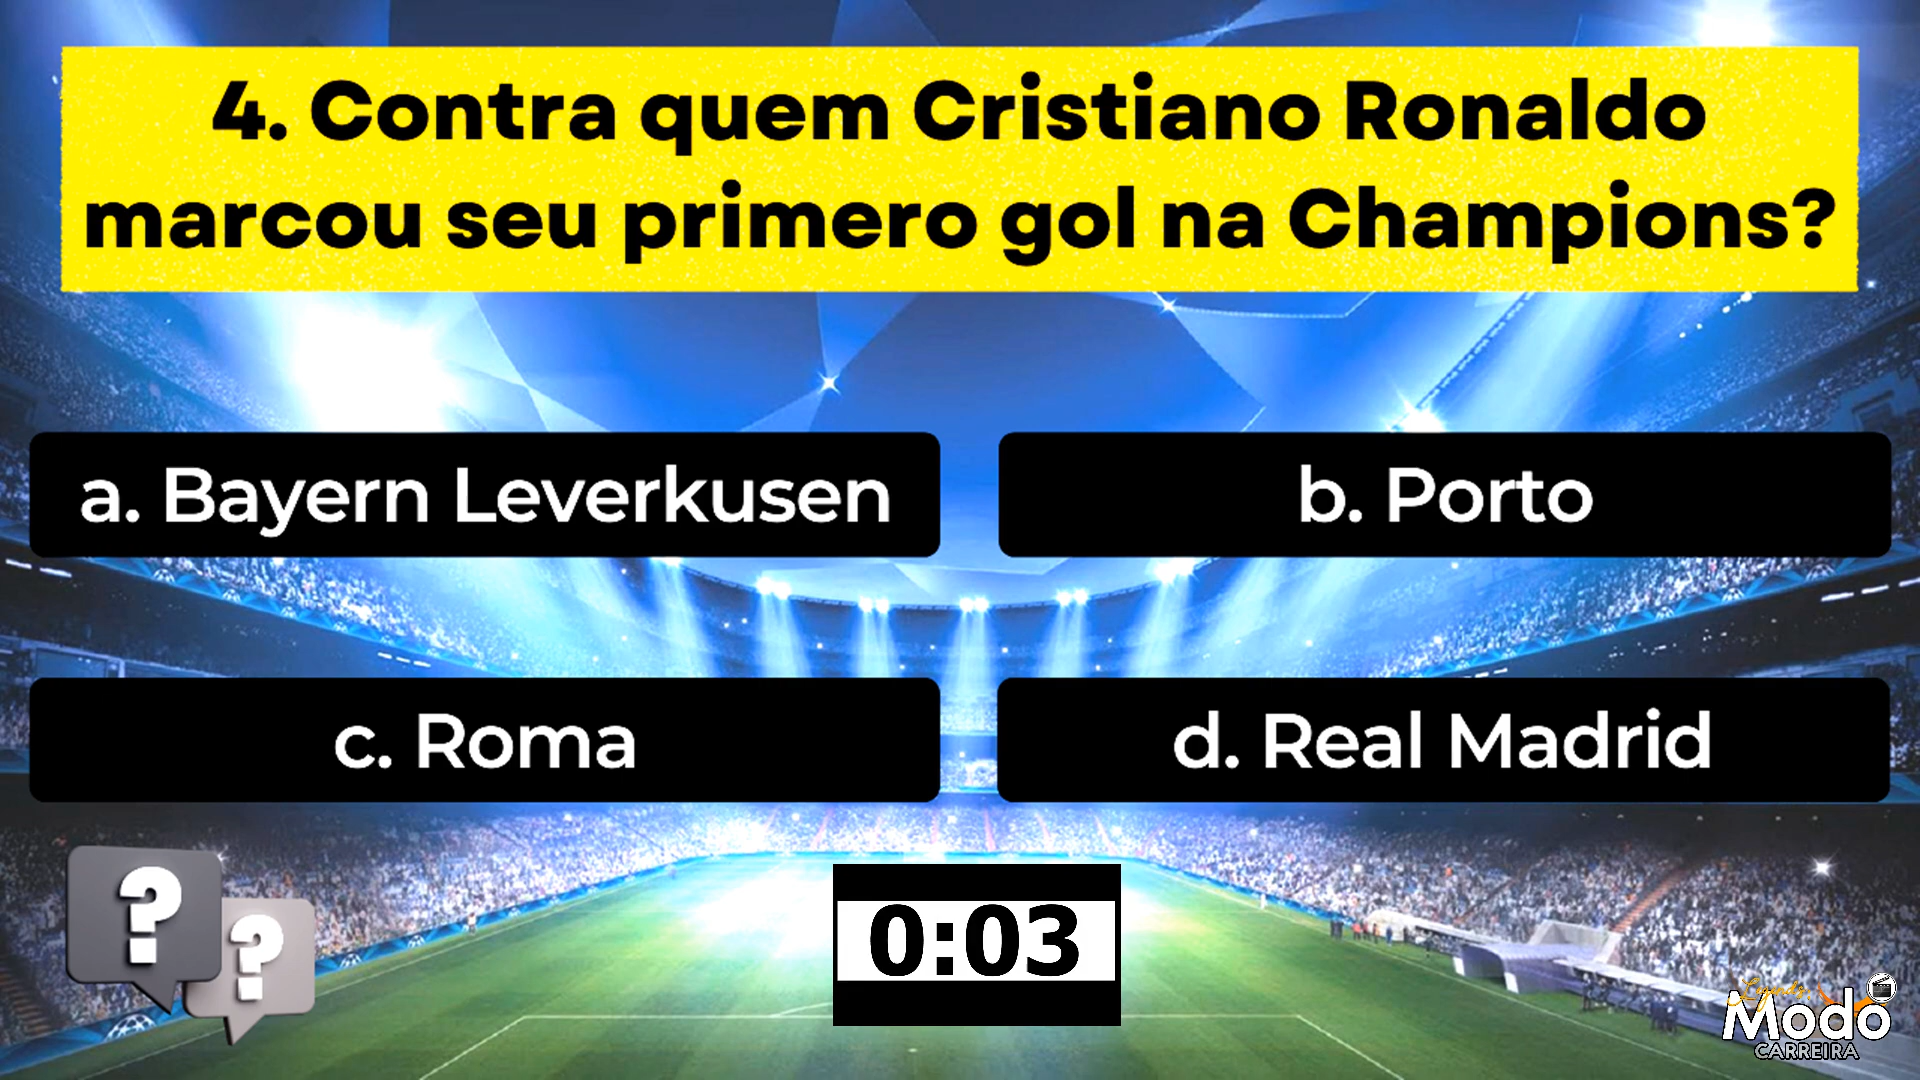 4. Contra quem Cristiano Ronaldo
marcou seu primero gol na Champions?
a. Bayern Leverkusen
b. Porto
c. Roma
d. Real Madrid
0:03
Legends
Modo
CARREIRA